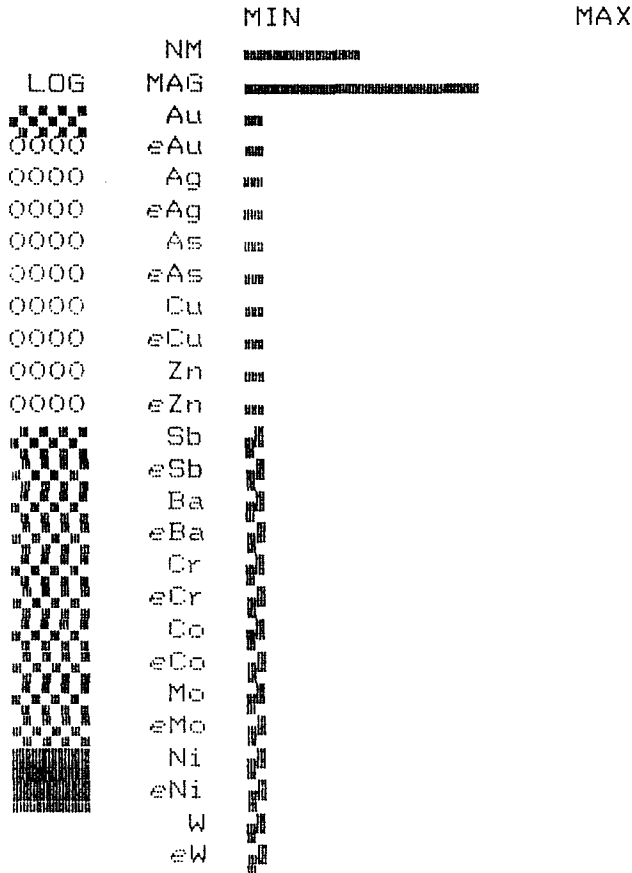 MIN MAX
NM
LOG MAG
Au
0000 eAu
0000 Ag
0000 eAg
0000 As
0000 eAs
0000 Cu
0000 eCu
0000 Zn
0000 eZn
Sb
eSb
Ba
eBa
Cr
eCr
Co
eCo
Mo
eMo
Ni
eNi
W
eW